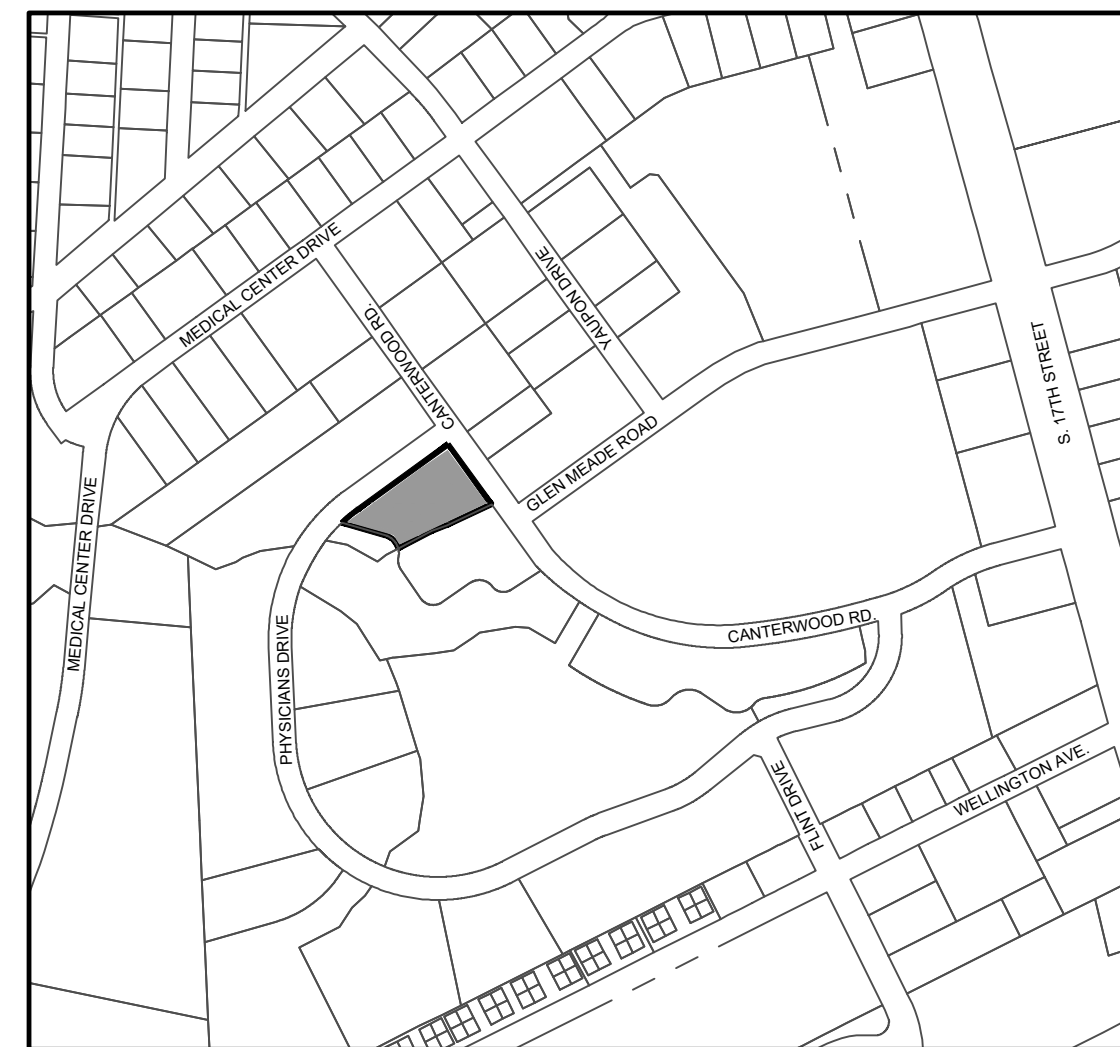 MEDICAL CENTER DRIVE
YAUPON DRIVE
CANTERWOOD RD.
S. 17TH STREET
GLEN MEADE ROAD
MEDICAL CENTER DRIVE
PHYSICIANS DRIVE
CANTERWOOD RD.
FLINT DRIVE
WELLINGTON AVE.